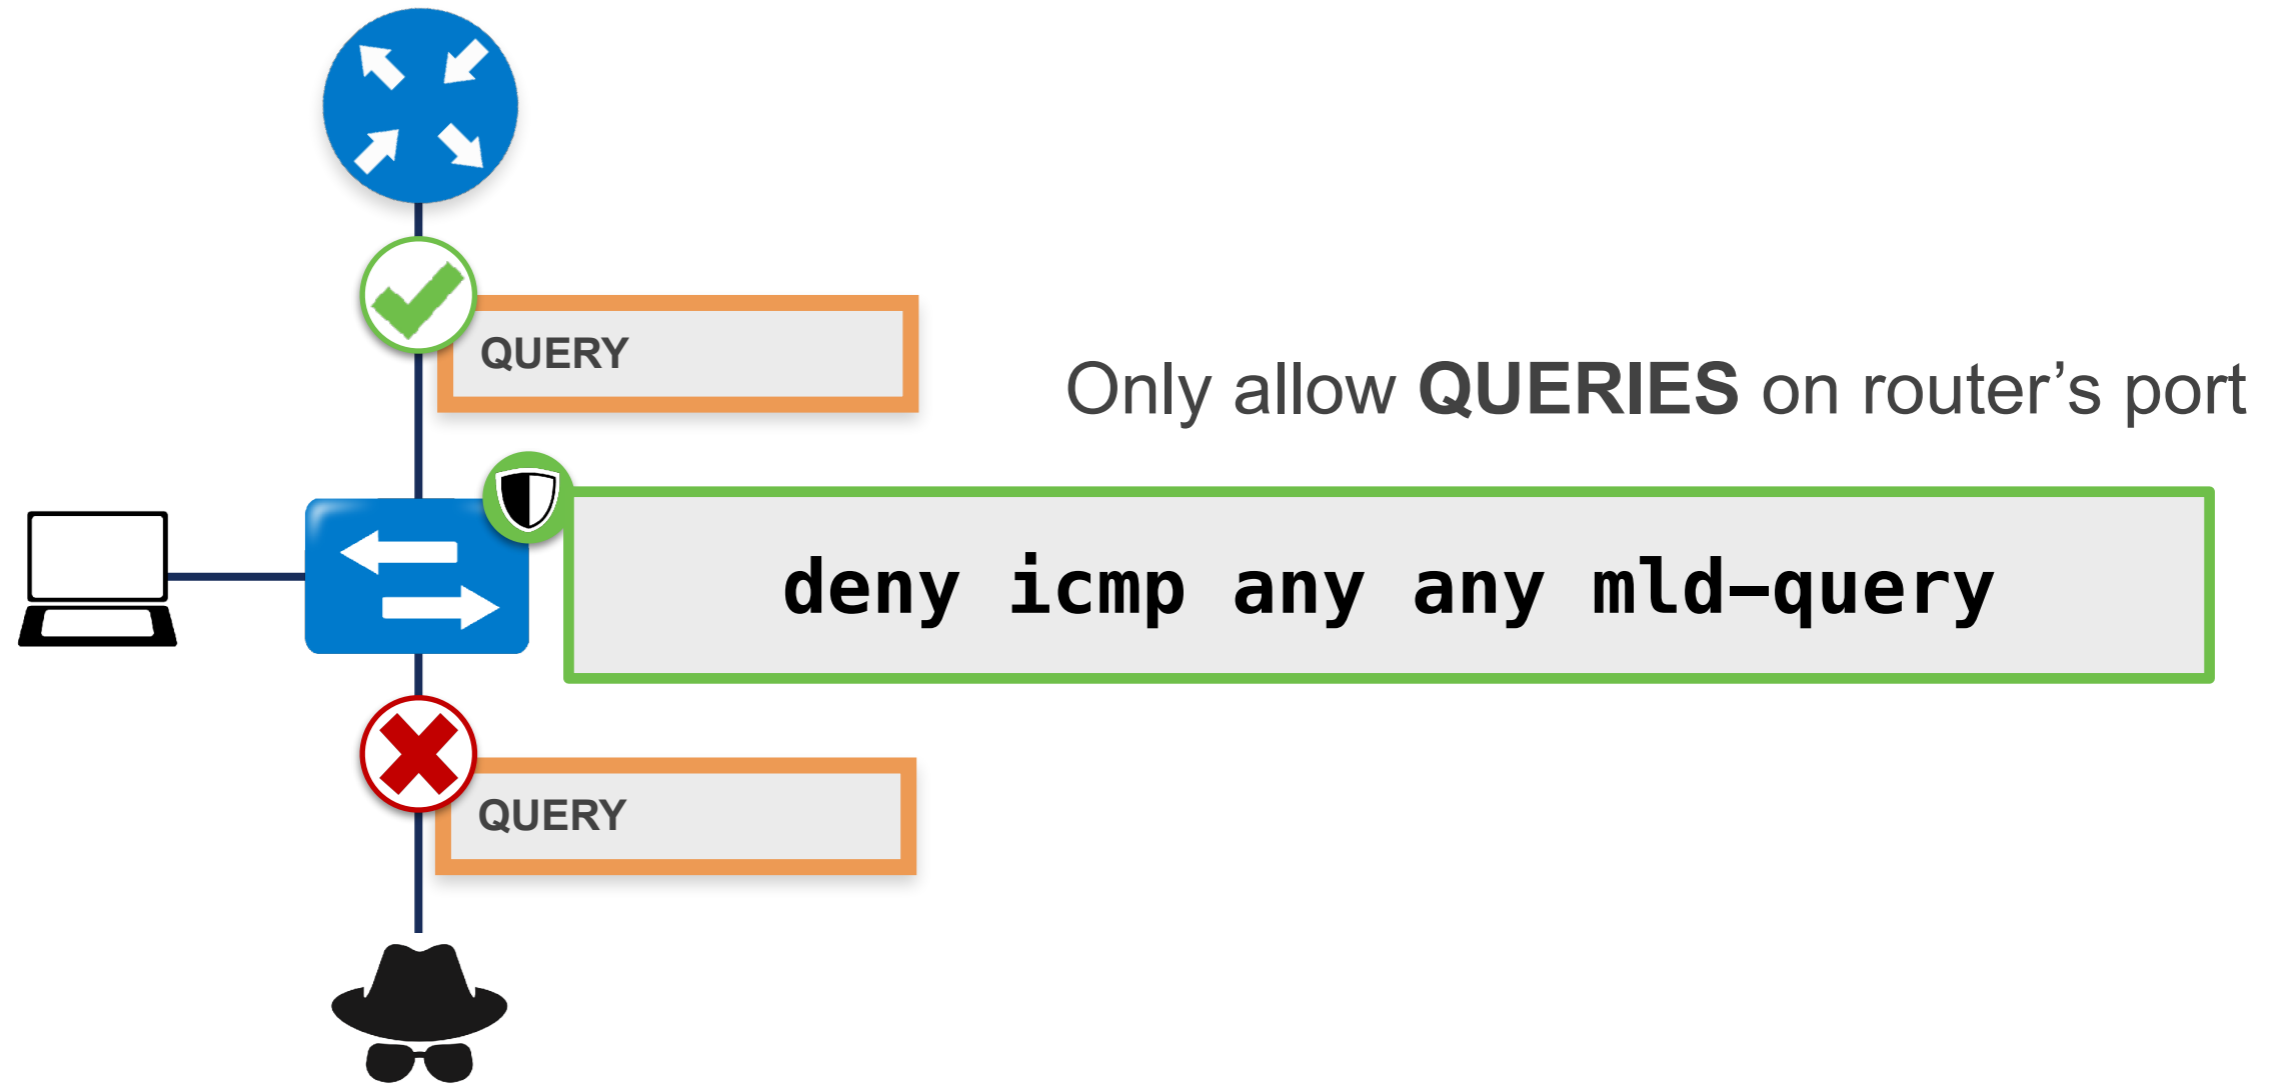 QUERY
Only allow QUERIES on router’s port
deny icmp any any mld-query
QUERY